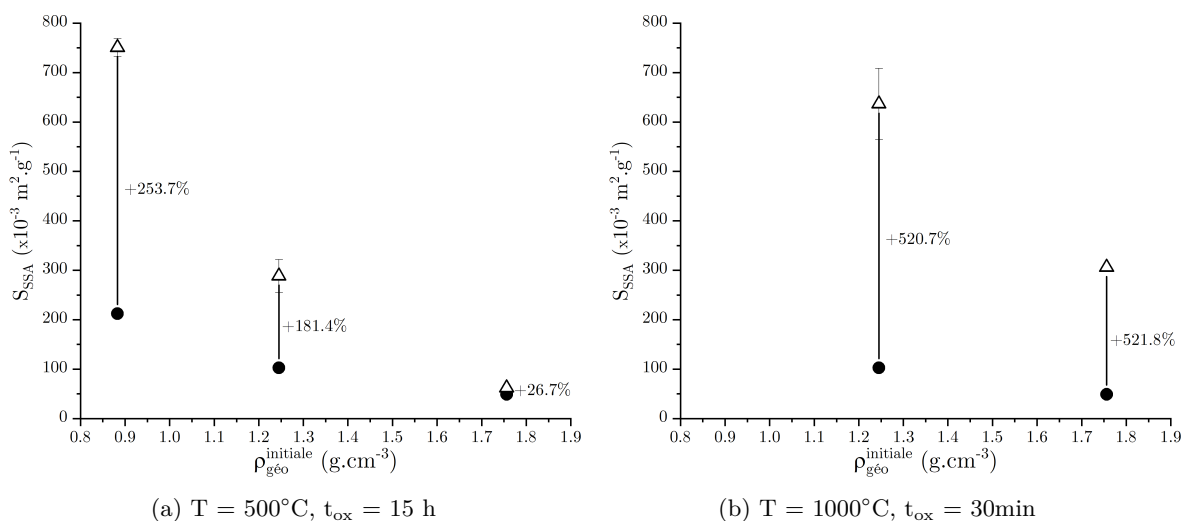 800
700
600
500
400
300
200
100
0
S_SSA (x10⁻³ m².g⁻¹)
+253.7%
+181.4%
+26.7%
0.8 0.9 1.0 1.1 1.2 1.3 1.4 1.5 1.6 1.7 1.8 1.9
ρ_géo^initiale (g.cm⁻³)
(a) T = 500°C, t_ox = 15 h
800
700
600
500
400
300
200
100
0
S_SSA (x10⁻³ m².g⁻¹)
+520.7%
+521.8%
0.8 0.9 1.0 1.1 1.2 1.3 1.4 1.5 1.6 1.7 1.8 1.9
ρ_géo^initiale (g.cm⁻³)
(b) T = 1000°C, t_ox = 30min